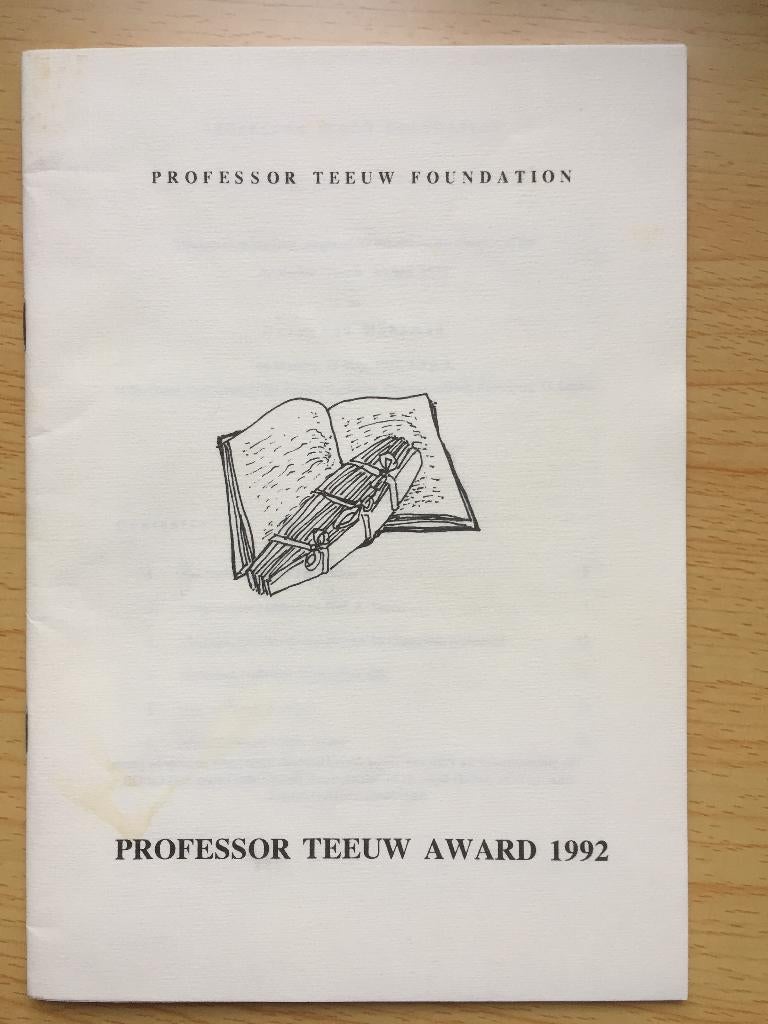 PROFESSOR TEEUW FOUNDATION
PROFESSOR TEEUW AWARD 1992